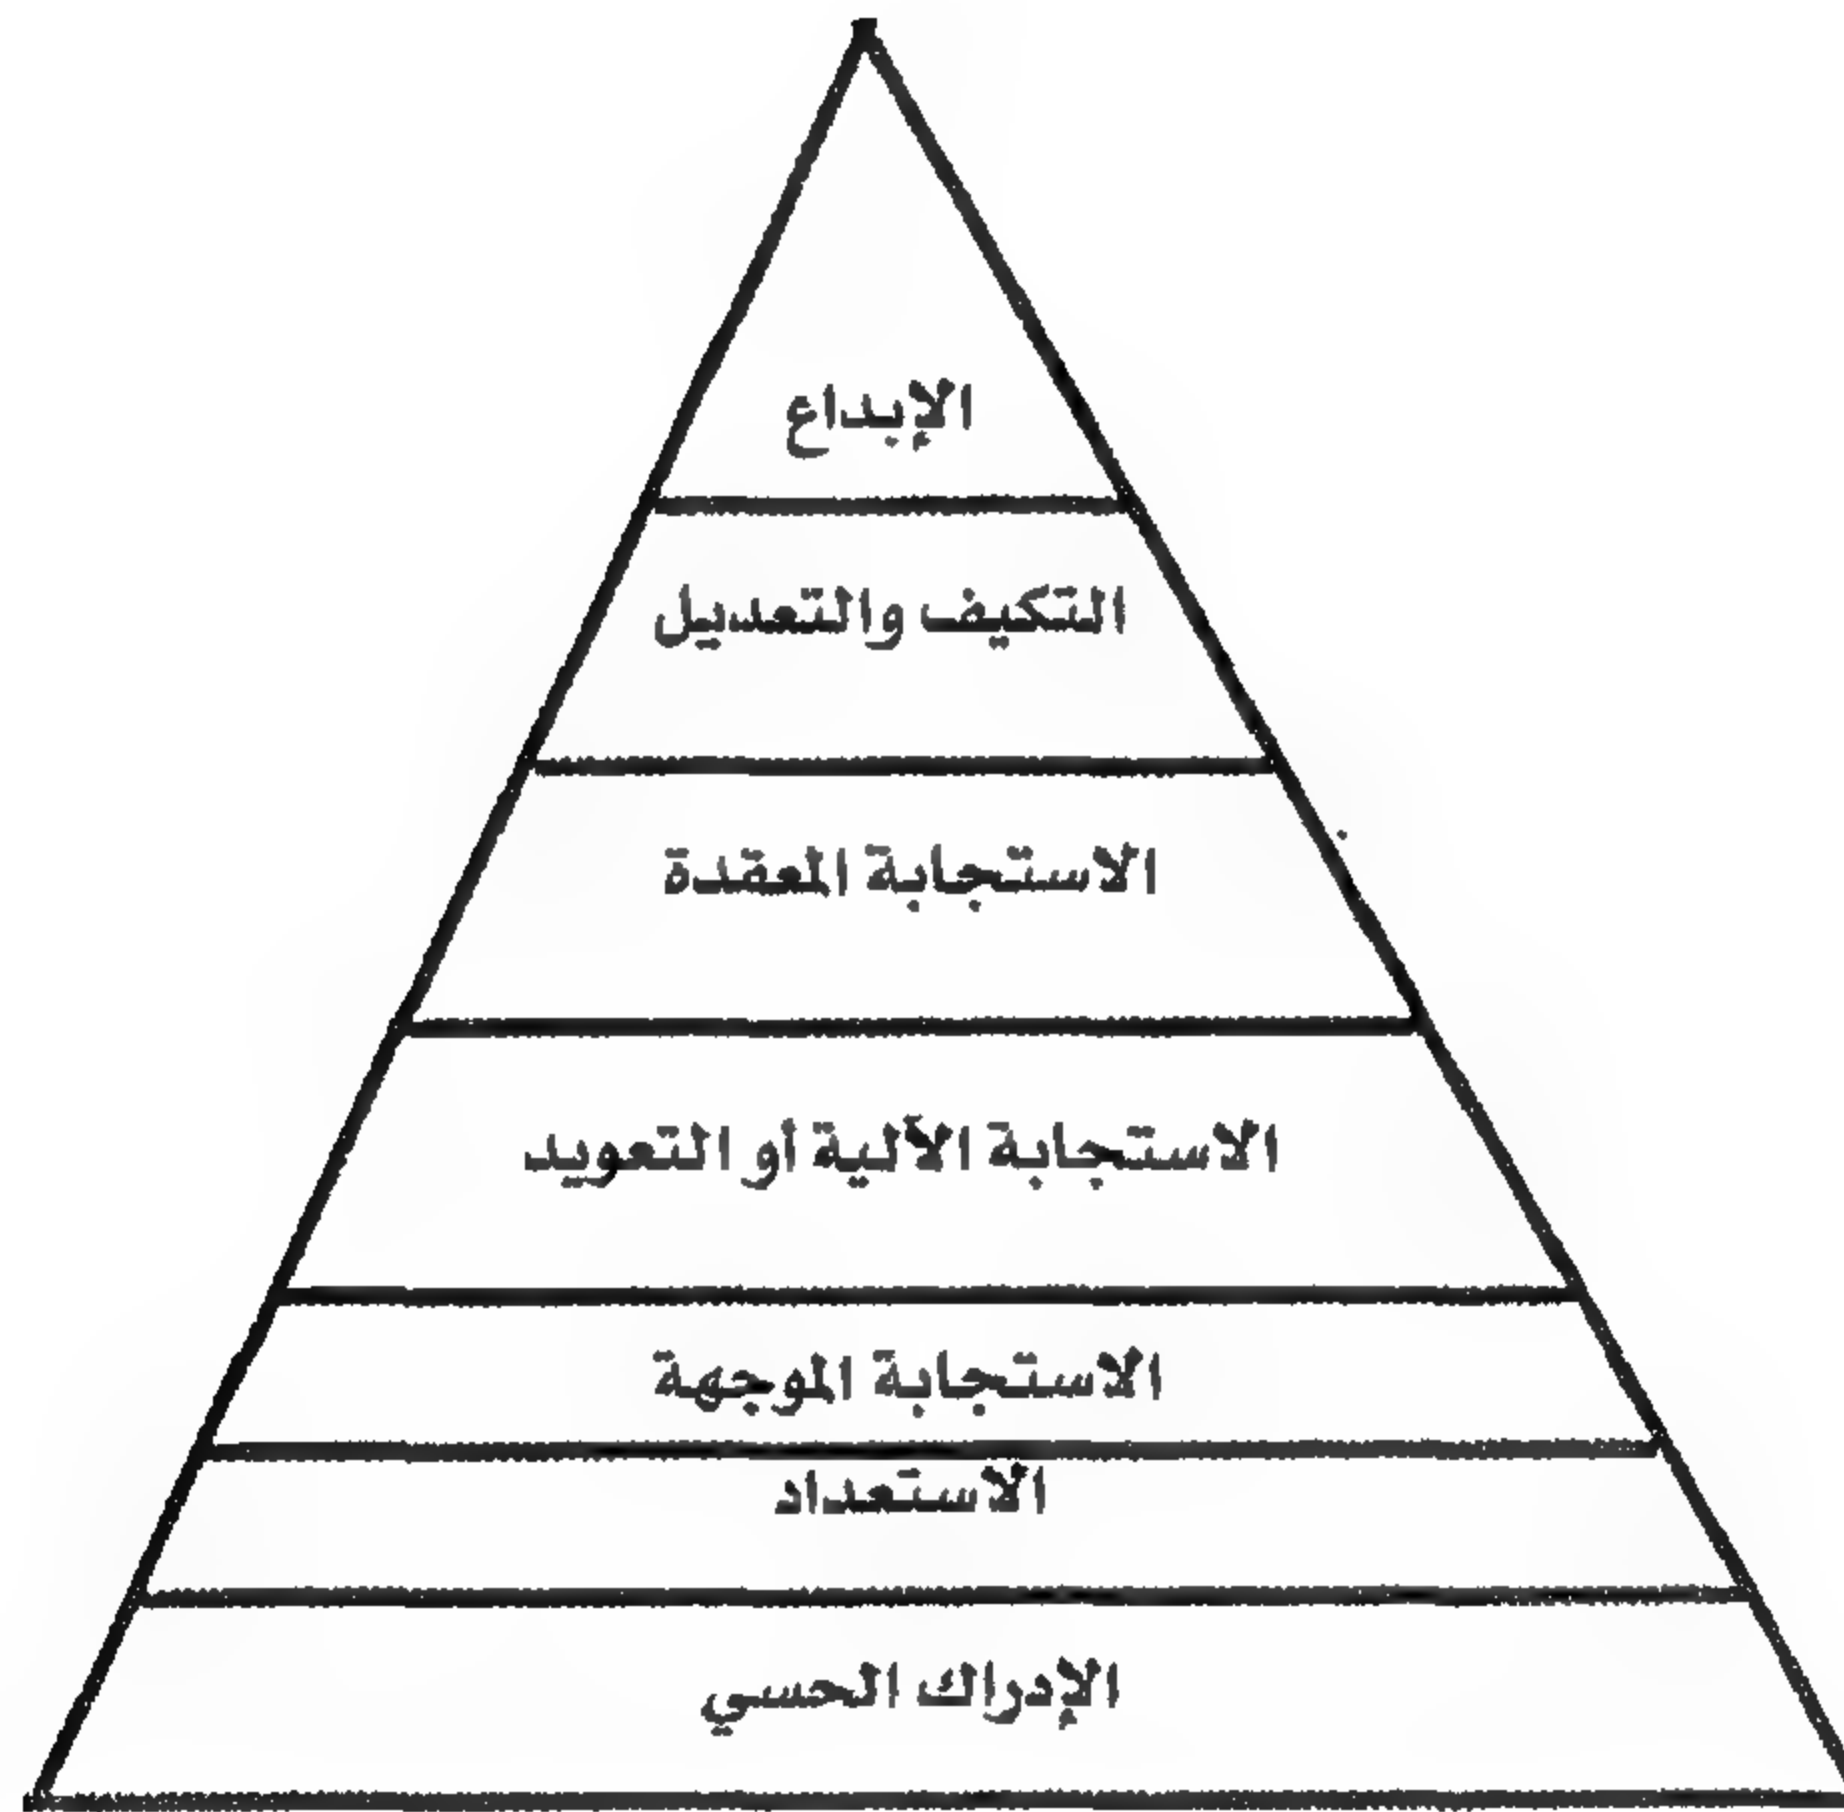 الإبداع
التكيف والتعديل
الاستجابة المعقدة
الاستجابة الآلية أو التعويد
الاستجابة الموجهة
الاستعداد
الإدراك الحسي